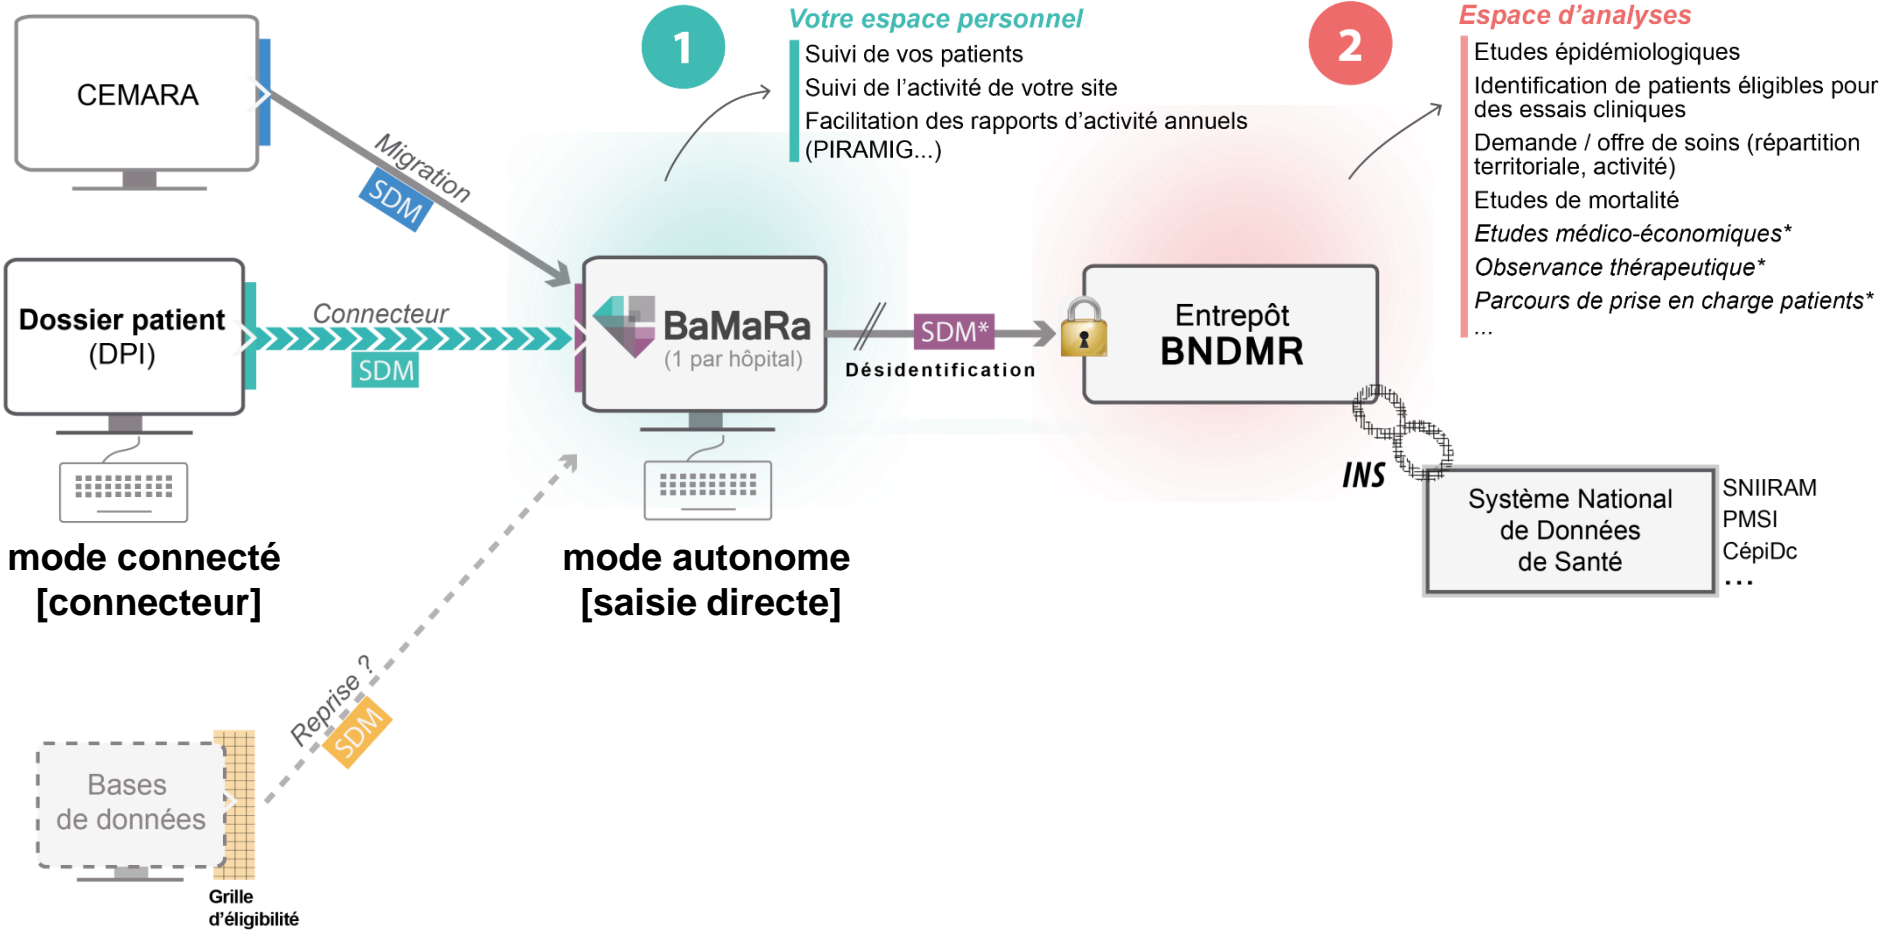 CEMARA
Migration
SDM
1
Votre espace personnel
Suivi de vos patients
Suivi de l’activité de votre site
Facilitation des rapports d’activité annuels
(PIRAMIG...)
2
Espace d’analyses
Etudes épidémiologiques
Identification de patients éligibles pour
des essais cliniques
Demande / offre de soins (répartition
territoriale, activité)
Etudes de mortalité
Etudes médico-économiques*
Observance thérapeutique*
Parcours de prise en charge patients*
...
Dossier patient
(DPI)
Connecteur
SDM
BaMaRa
(1 par hôpital)
SDM*
Désidentification
Entrepôt
BNDMR
INS
Système National
de Données
de Santé
SNIIRAM
PMSI
CépiDc
...
mode connecté
[connecteur]
mode autonome
[saisie directe]
Reprise ?
SDM
Bases
de données
Grille
d’éligibilité